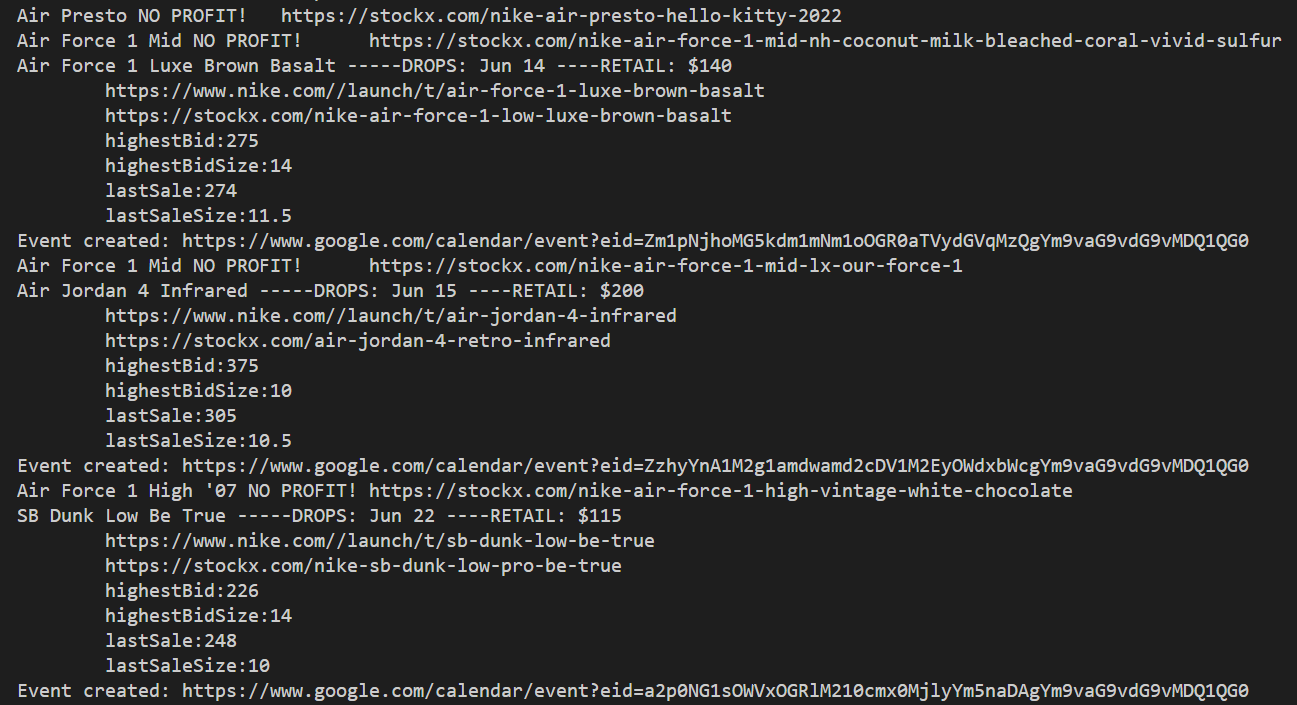 Air Presto NO PROFIT!   https://stockx.com/nike-air-presto-hello-kitty-2022
Air Force 1 Mid NO PROFIT!      https://stockx.com/nike-air-force-1-mid-nh-coconut-milk-bleached-coral-vivid-sulfur
Air Force 1 Luxe Brown Basalt -----DROPS: Jun 14 ----RETAIL: $140
        https://www.nike.com//launch/t/air-force-1-luxe-brown-basalt
        https://stockx.com/nike-air-force-1-low-luxe-brown-basalt
        highestBid:275
        highestBidSize:14
        lastSale:274
        lastSaleSize:11.5
Event created: https://www.google.com/calendar/event?eid=Zm1pNjhoMG5kdm1mNm1oOGR0aTVydGVqMzQgYm9vaG9vdG9vMDQ1QG0
Air Force 1 Mid NO PROFIT!      https://stockx.com/nike-air-force-1-mid-lx-our-force-1
Air Jordan 4 Infrared -----DROPS: Jun 15 ----RETAIL: $200
        https://www.nike.com//launch/t/air-jordan-4-infrared
        https://stockx.com/air-jordan-4-retro-infrared
        highestBid:375
        highestBidSize:10
        lastSale:305
        lastSaleSize:10.5
Event created: https://www.google.com/calendar/event?eid=ZzhyYnA1M2g1amdwamd2cDV1M2EyOWdxbWcgYm9vaG9vdG9vMDQ1QG0
Air Force 1 High '07 NO PROFIT! https://stockx.com/nike-air-force-1-high-vintage-white-chocolate
SB Dunk Low Be True -----DROPS: Jun 22 ----RETAIL: $115
        https://www.nike.com//launch/t/sb-dunk-low-be-true
        https://stockx.com/nike-sb-dunk-low-pro-be-true
        highestBid:226
        highestBidSize:14
        lastSale:248
        lastSaleSize:10
Event created: https://www.google.com/calendar/event?eid=a2p0NG1sOWVxOGRlM210cmx0MjlyYm5naDAgYm9vaG9vdG9vMDQ1QG0